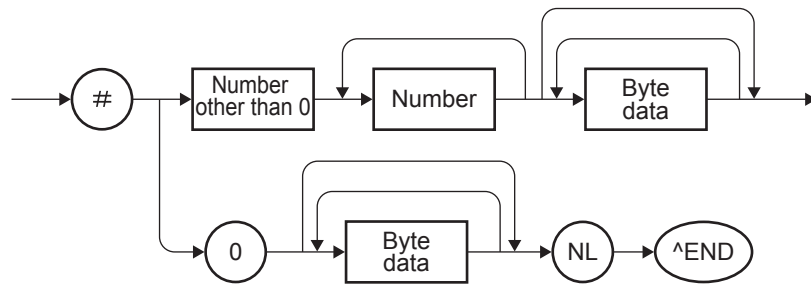 #
Number
other than 0
Number
Byte
data
0
Byte
data
NL
^END